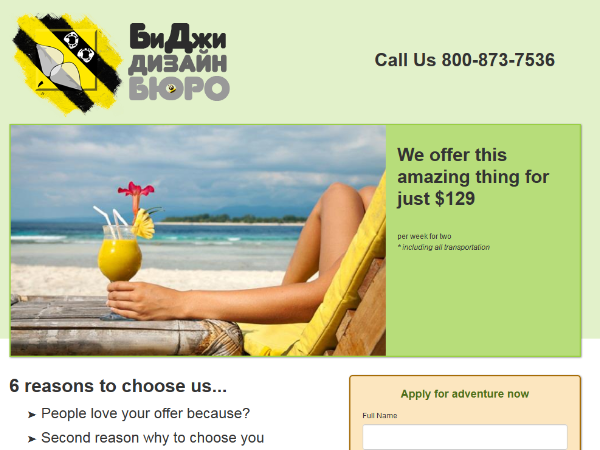 БиДжи
ДИЗАЙН
БЮРО
Call Us 800-873-7536
We offer this
amazing thing for
just $129
per week for two
* including all transportation
6 reasons to choose us...
➤ People love your offer because?
➤ Second reason why to choose you
Apply for adventure now
Full Name